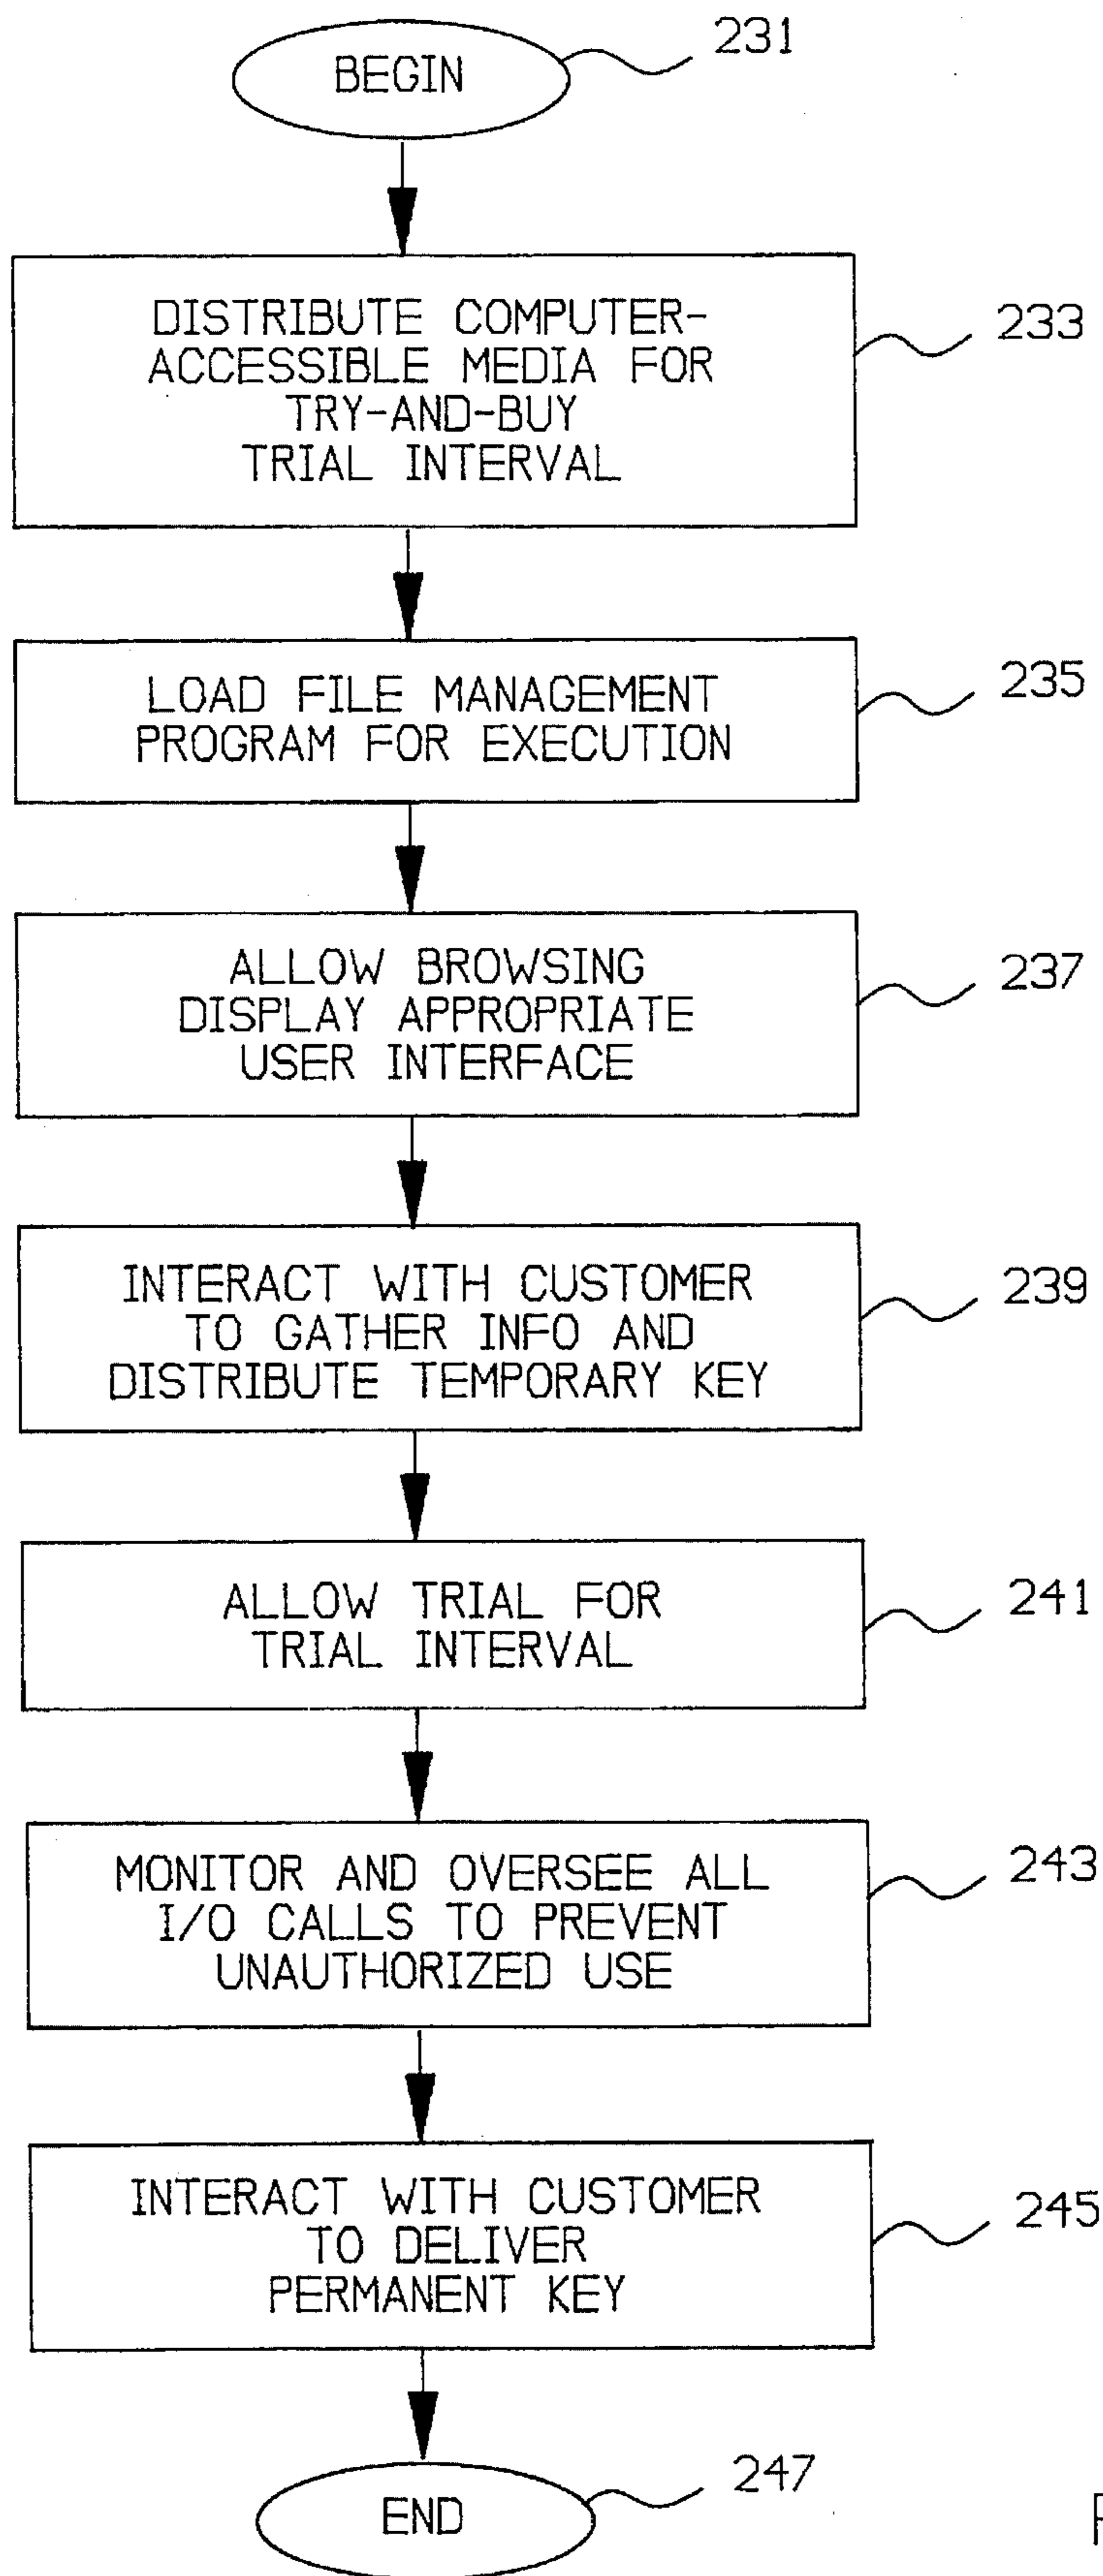 BEGIN
231
DISTRIBUTE COMPUTER-
ACCESSIBLE MEDIA FOR
TRY-AND-BUY
TRIAL INTERVAL
233
LOAD FILE MANAGEMENT
PROGRAM FOR EXECUTION
235
ALLOW BROWSING
DISPLAY APPROPRIATE
USER INTERFACE
237
INTERACT WITH CUSTOMER
TO GATHER INFO AND
DISTRIBUTE TEMPORARY KEY
239
ALLOW TRIAL FOR
TRIAL INTERVAL
241
MONITOR AND OVERSEE ALL
I/O CALLS TO PREVENT
UNAUTHORIZED USE
243
INTERACT WITH CUSTOMER
TO DELIVER
PERMANENT KEY
245
END
247